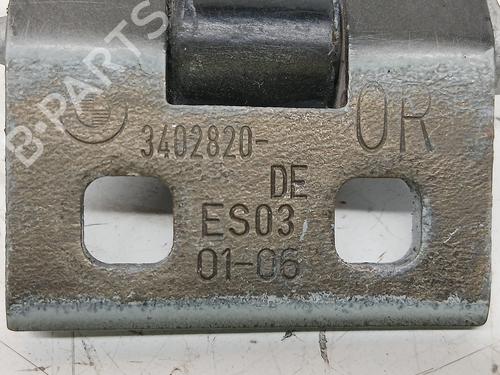 B-PARTS
3402820-
OR
DE
ES03
01-06